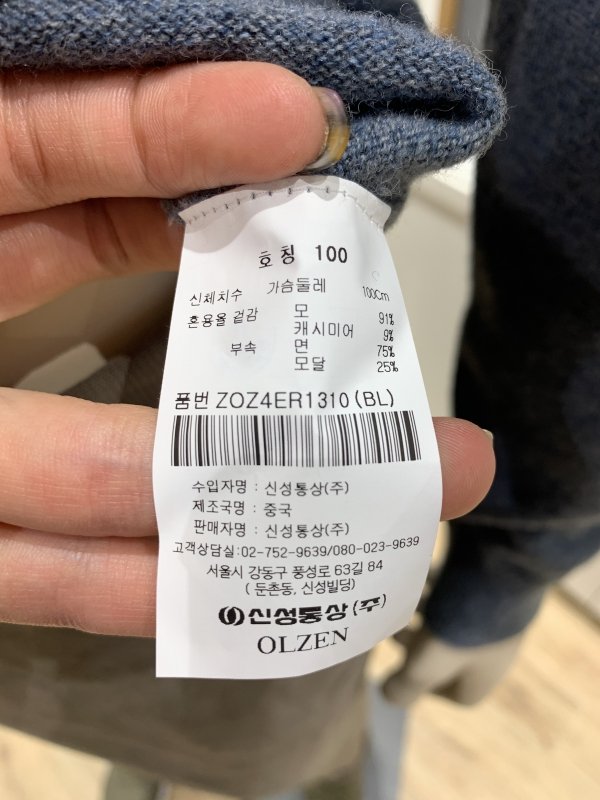 호칭 100
신체치수 가슴둘레 100Cm
혼용율 겉감 모 91%
캐시미어 9%
부속 면 75%
모달 25%
품번 ZOZ4ER1310(BL)
수입자명 : 신성통상(주)
제조국명 : 중국
판매자명 : 신성통상(주)
고객상담실:02-752-9639/080-023-9639
서울시 강동구 풍성로 63길 84
( 둔촌동, 신성빌딩)
신성통상(주)
OLZEN